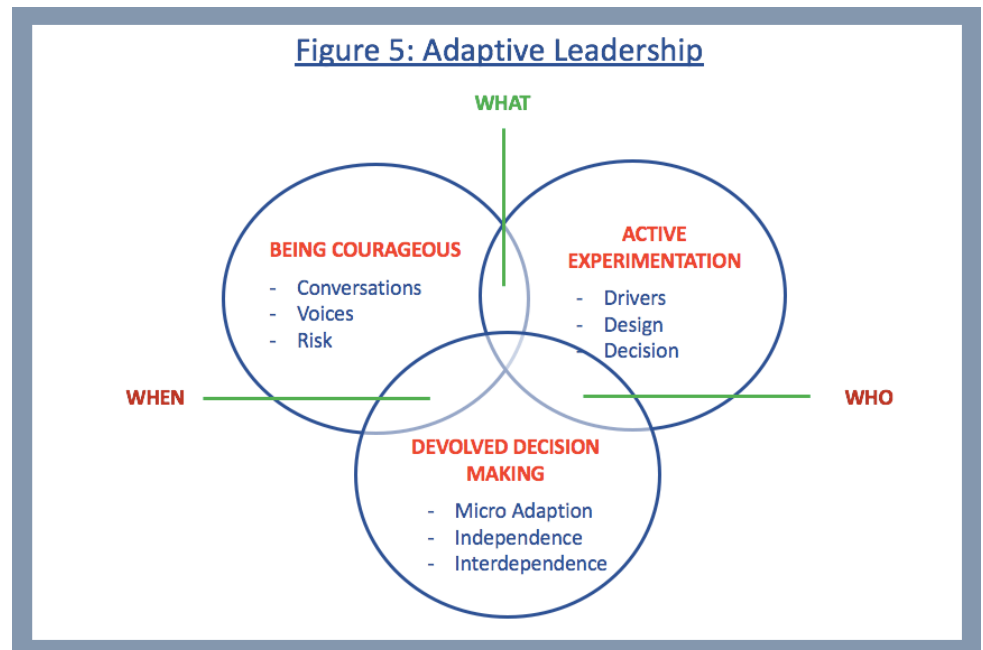 Figure 5: Adaptive Leadership
WHAT
BEING COURAGEOUS
- Conversations
- Voices
- Risk
ACTIVE
EXPERIMENTATION
- Drivers
- Design
- Decision
WHEN
WHO
DEVOLVED DECISION
MAKING
- Micro Adaption
- Independence
- Interdependence